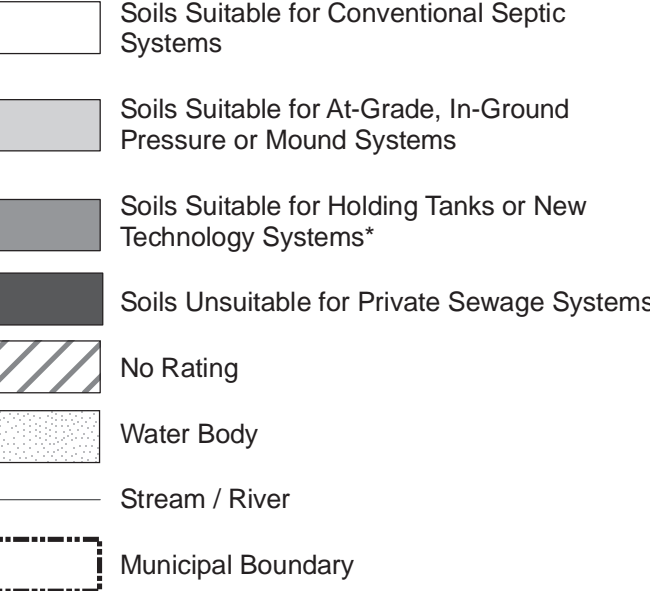 Soils Suitable for Conventional Septic
Systems
Soils Suitable for At-Grade, In-Ground
Pressure or Mound Systems
Soils Suitable for Holding Tanks or New
Technology Systems*
Soils Unsuitable for Private Sewage Systems
No Rating
Water Body
Stream / River
Municipal Boundary